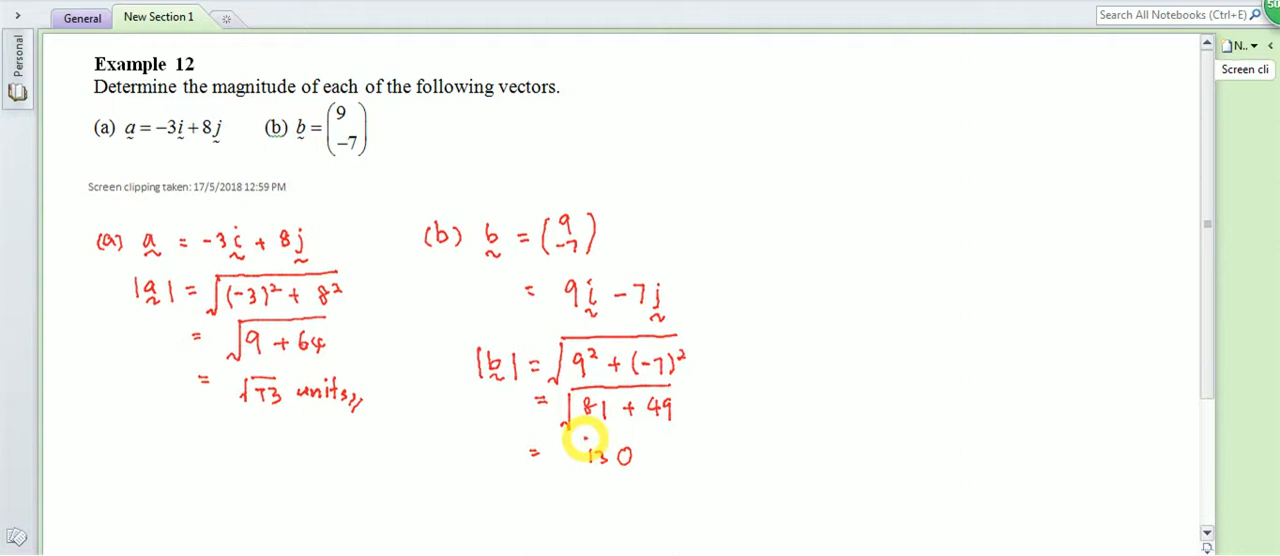 General
New Section 1
Search All Notebooks (Ctrl+E)
50
Personal
N..
Screen cli
Example 12
Determine the magnitude of each of the following vectors.
(a) a = −3i + 8j (b) b = (9 −7)
Screen clipping taken: 17/5/2018 12:59 PM
(a) a = -3i + 8j
|a| = √(-3)² + 8²
= √9 + 64
= √73 units//
(b) b = (9 -7)
= 9i - 7j
|b| = √9² + (-7)²
= √81 + 49
= 130